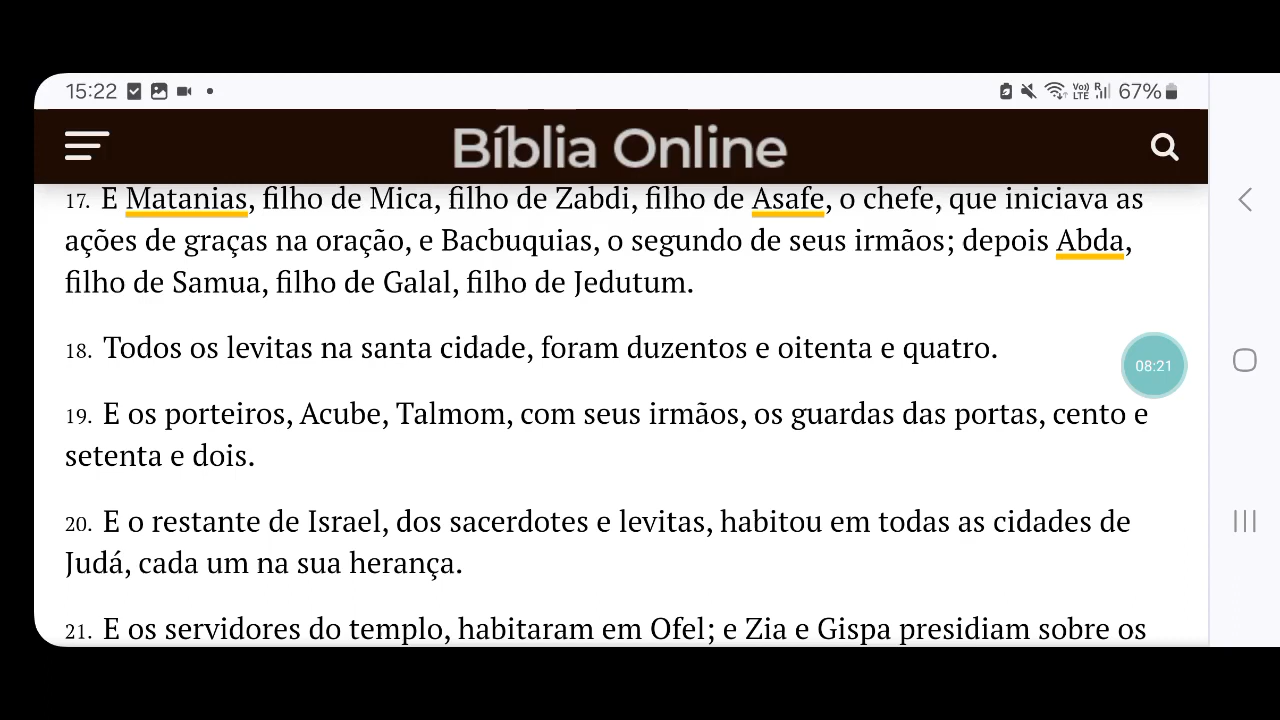 15:22
Vo)) LTE R 67%
Bíblia Online
17. E Matanias, filho de Mica, filho de Zabdi, filho de Asafe, o chefe, que iniciava as
ações de graças na oração, e Bacbuquias, o segundo de seus irmãos; depois Abda,
filho de Samua, filho de Galal, filho de Jedutum.
18. Todos os levitas na santa cidade, foram duzentos e oitenta e quatro.
08:21
19. E os porteiros, Acube, Talmom, com seus irmãos, os guardas das portas, cento e
setenta e dois.
20. E o restante de Israel, dos sacerdotes e levitas, habitou em todas as cidades de
Judá, cada um na sua herança.
21. E os servidores do templo, habitaram em Ofel; e Zia e Gispa presidiam sobre os